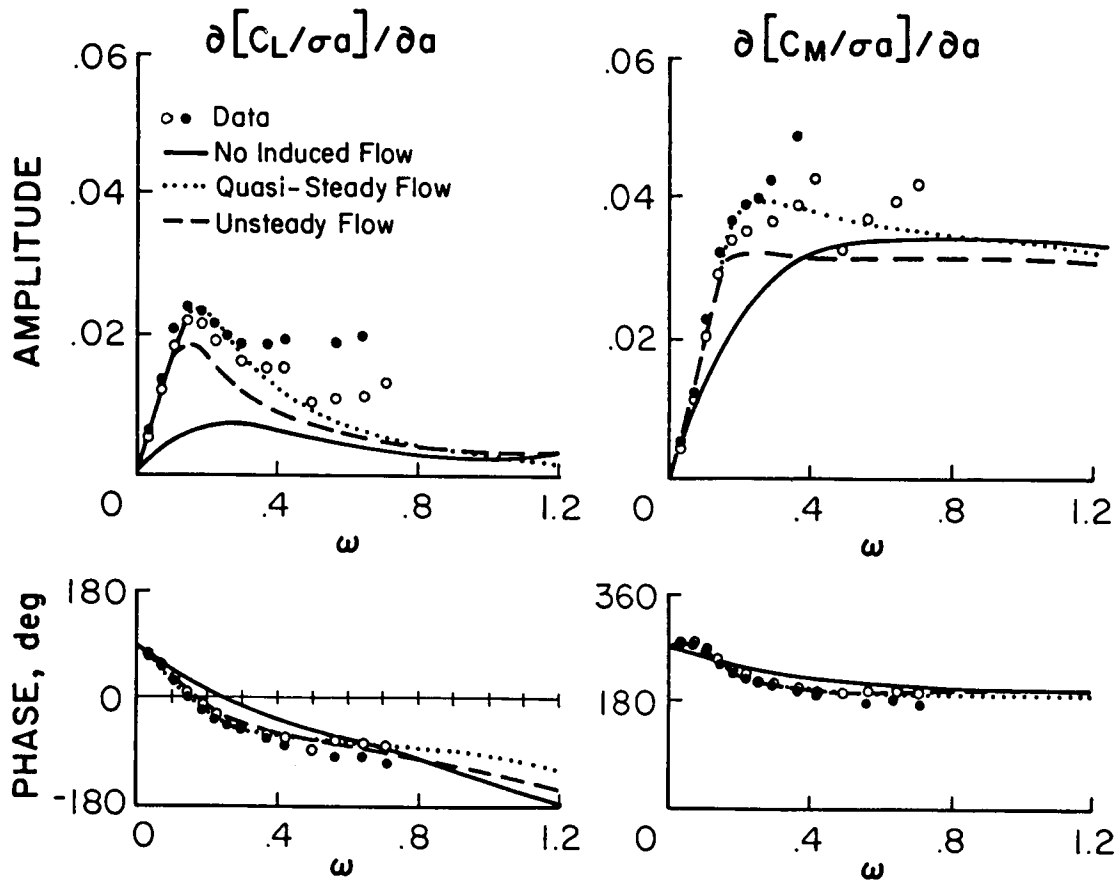 ∂[CL/σa]/∂a
∂[CM/σa]/∂a
.06
.04
.02
0
.4
.8
1.2
ω
AMPLITUDE
Data
No Induced Flow
Quasi-Steady Flow
Unsteady Flow
.06
.04
.02
0
.4
.8
1.2
ω
180
0
-180
0
.4
.8
1.2
ω
PHASE, deg
360
180
0
0
.4
.8
1.2
ω